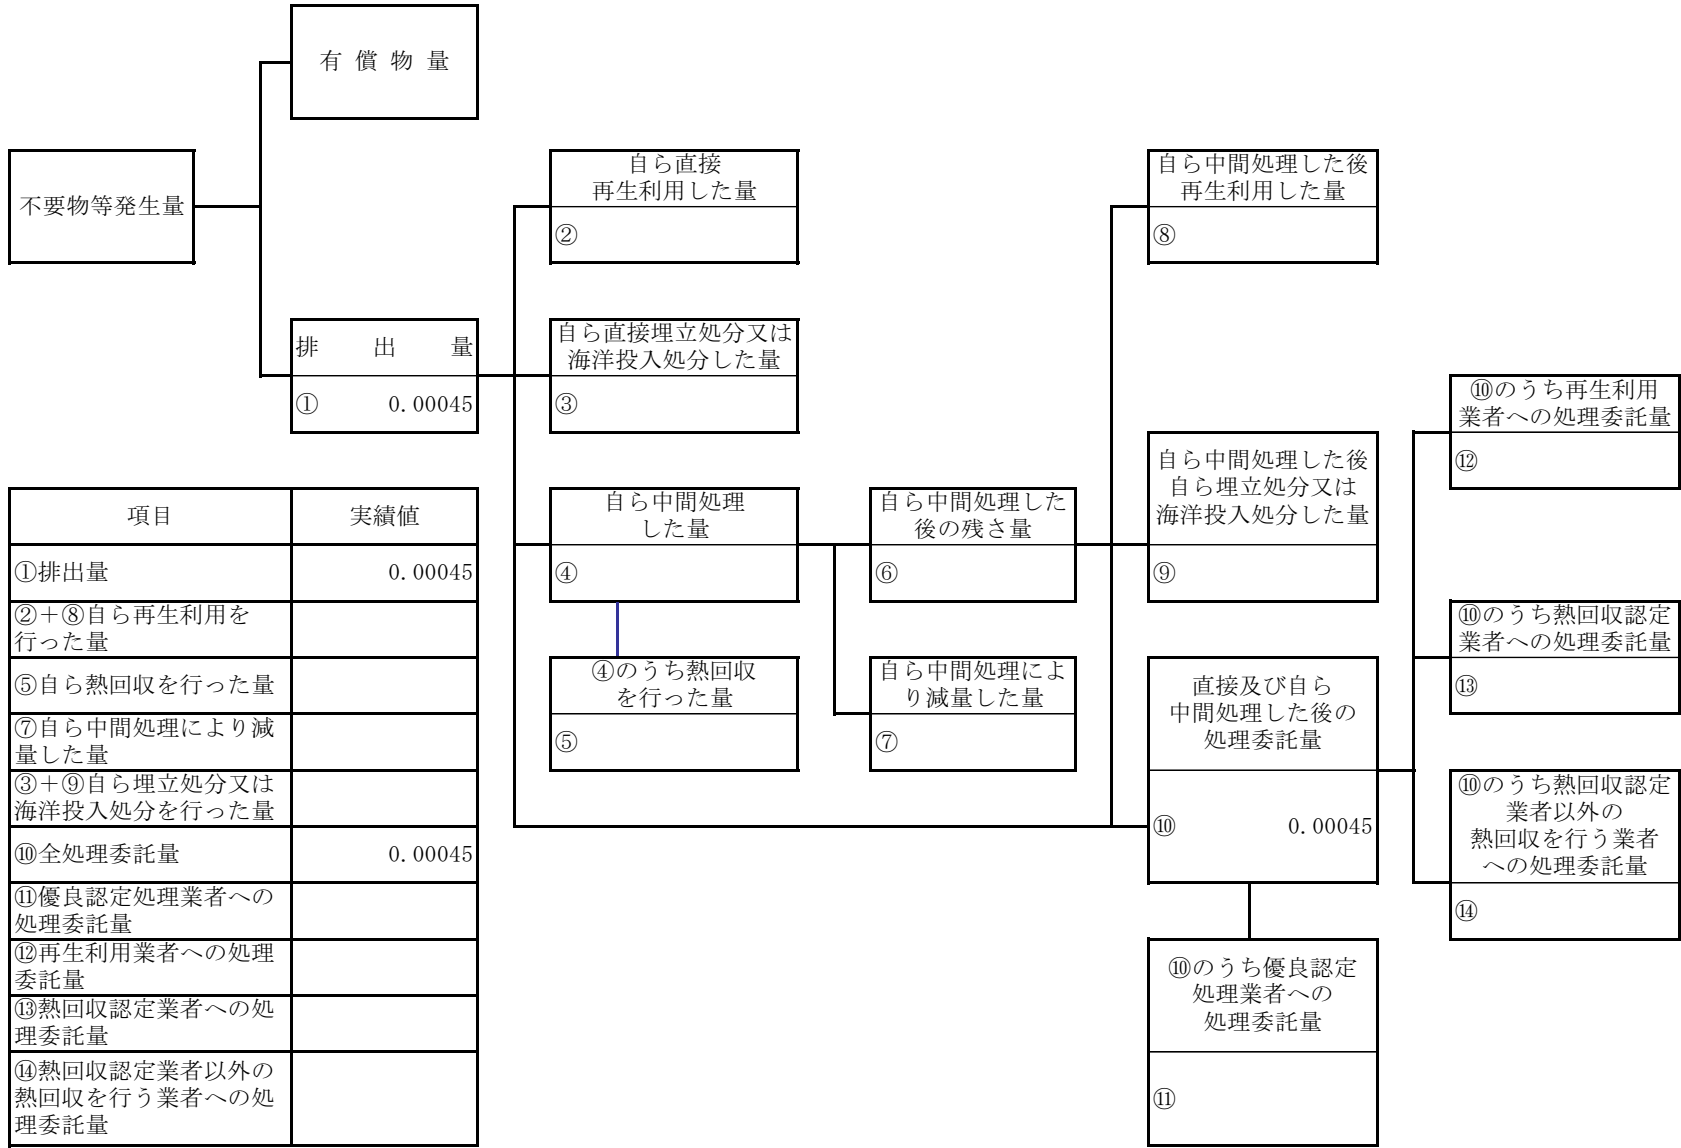 有償物量
不要物等発生量
排出量
① 0.00045
自ら直接
再生利用した量
②
自ら直接埋立処分又は
海洋投入処分した量
③
自ら中間処理
した量
④
④のうち熱回収
を行った量
⑤
自ら中間処理した
後の残さ量
⑥
自ら中間処理によ
り減量した量
⑦
自ら中間処理した後
再生利用した量
⑧
自ら中間処理した後
自ら埋立処分又は
海洋投入処分した量
⑨
直接及び自ら
中間処理した後の
処理委託量
⑩ 0.00045
⑩のうち優良認定
処理業者への
処理委託量
⑪
⑩のうち再生利用
業者への処理委託量
⑫
⑩のうち熱回収認定
業者への処理委託量
⑬
⑩のうち熱回収認定
業者以外の
熱回収を行う業者
への処理委託量
⑭
項目 実績値
①排出量 0.00045
②+⑧自ら再生利用を
行った量
⑤自ら熱回収を行った量
⑦自ら中間処理により減
量した量
③+⑨自ら埋立処分又は
海洋投入処分を行った量
⑩全処理委託量 0.00045
⑪優良認定処理業者への
処理委託量
⑫再生利用業者への処理
委託量
⑬熱回収認定業者への処
理委託量
⑭熱回収認定業者以外の
熱回収を行う業者への処
理委託量